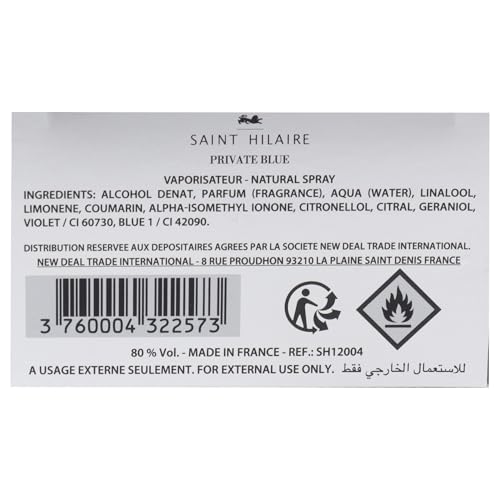 SAINT HILAIRE
PRIVATE BLUE
VAPORISATEUR - NATURAL SPRAY
INGREDIENTS: ALCOHOL DENAT, PARFUM (FRAGRANCE), AQUA (WATER), LINALOOL,
LIMONENE, COUMARIN, ALPHA-ISOMETHYL IONONE, CITRONELLOL, CITRAL, GERANIOL,
VIOLET / CI 60730, BLUE 1 / CI 42090.
DISTRIBUTION RESERVEE AUX DEPOSITAIRES AGREES PAR LA SOCIETE NEW DEAL TRADE INTERNATIONAL.
NEW DEAL TRADE INTERNATIONAL - 8 RUE PROUDHON 93210 LA PLAINE SAINT DENIS FRANCE
3 760004 322573
80 % Vol. - MADE IN FRANCE - REF.: SH12004
A USAGE EXTERNE SEULEMENT. FOR EXTERNAL USE ONLY. للاستعمال الخارجي فقط